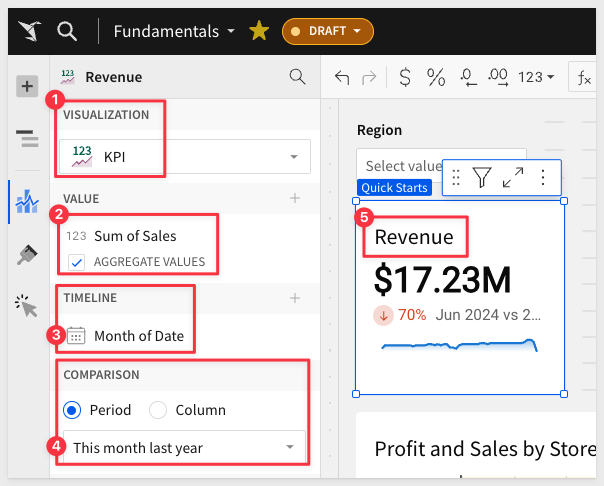 Fundamentals
DRAFT
123 Revenue
1
VISUALIZATION
123 KPI
VALUE
2
123 Sum of Sales
AGGREGATE VALUES
TIMELINE
3
Month of Date
COMPARISON
Period Column
4
This month last year
$ % .0 .00 123 fx
Region
Select value
Quick Starts
5
Revenue
$17.23M
70% Jun 2024 vs 2...
Profit and Sales by Store